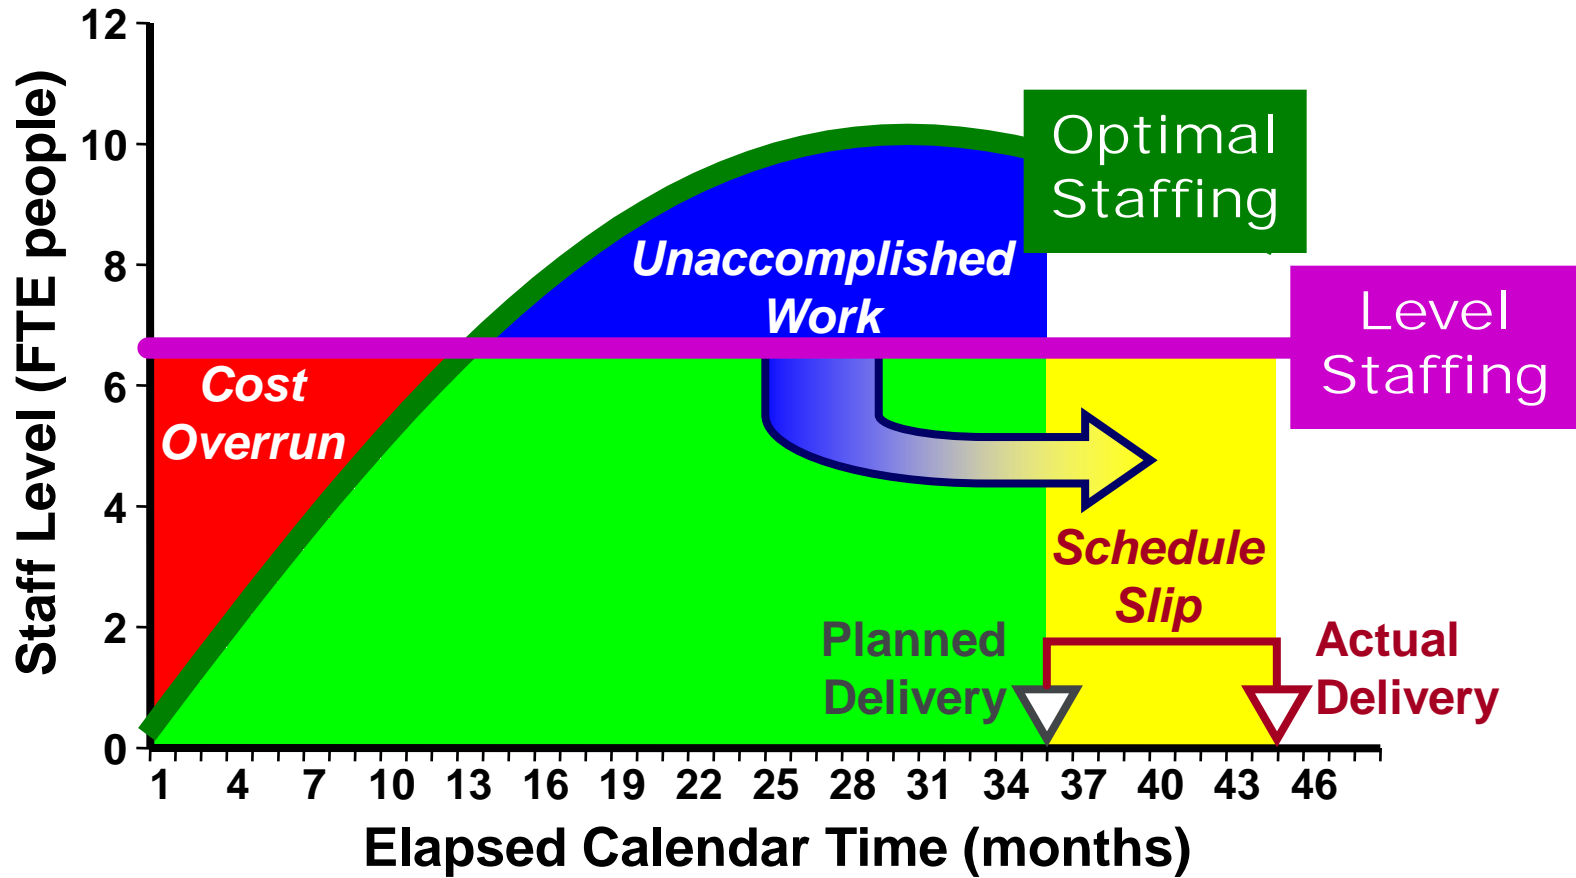 Staff Level (FTE people)
12
10
8
6
4
2
0
Optimal
Staffing
Unaccomplished
Work
Level
Staffing
Cost
Overrun
Schedule
Slip
Planned
Delivery
Actual
Delivery
1 4 7 10 13 16 19 22 25 28 31 34 37 40 43 46
Elapsed Calendar Time (months)